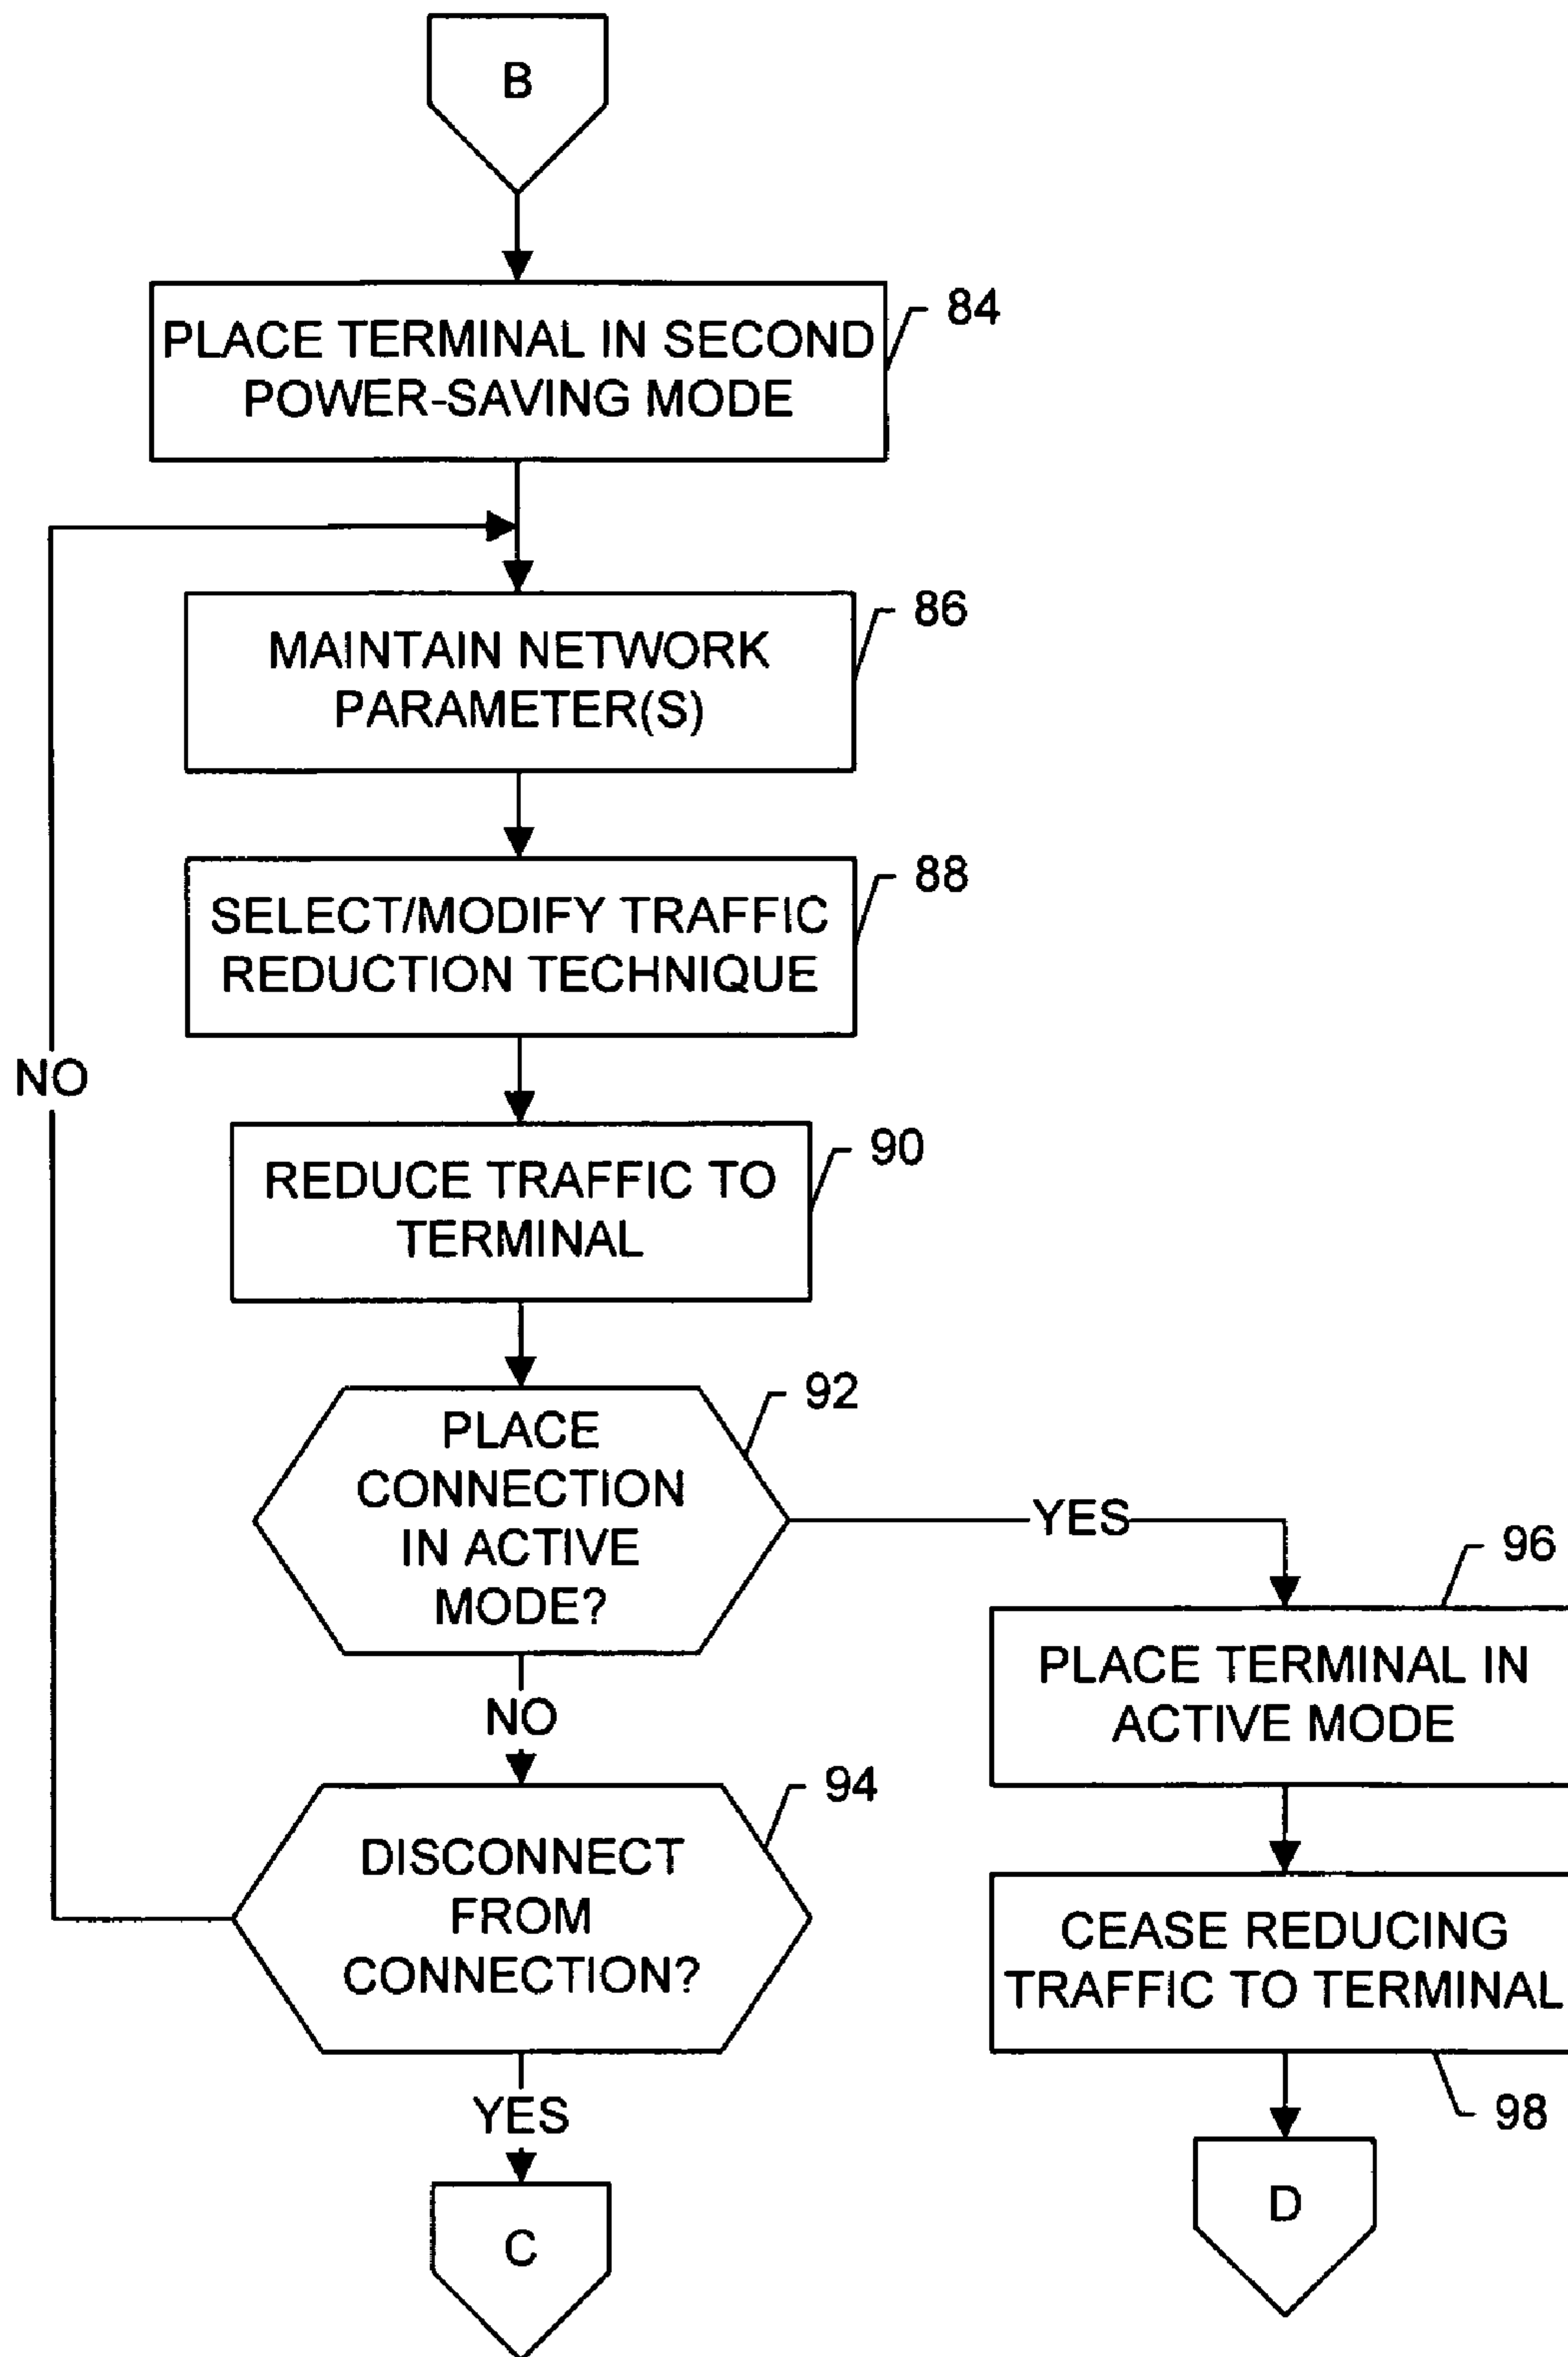 B
PLACE TERMINAL IN SECOND
POWER-SAVING MODE
84
MAINTAIN NETWORK
PARAMETER(S)
86
SELECT/MODIFY TRAFFIC
REDUCTION TECHNIQUE
88
NO
REDUCE TRAFFIC TO
TERMINAL
90
PLACE
CONNECTION
IN ACTIVE
MODE?
92
YES
NO
96
PLACE TERMINAL IN
ACTIVE MODE
DISCONNECT
FROM
CONNECTION?
94
CEASE REDUCING
TRAFFIC TO TERMINAL
98
YES
C
D